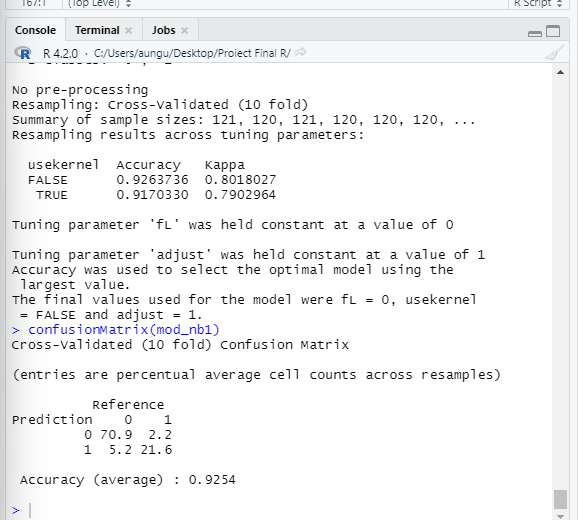 167:1 (Top Level) R Script
Console Terminal × Jobs ×
R R 4.2.0 · C:/Users/aungu/Desktop/Project Final R/
No pre-processing
Resampling: Cross-Validated (10 fold)
Summary of sample sizes: 121, 120, 121, 120, 120, 120, ...
Resampling results across tuning parameters:
usekernel Accuracy Kappa
FALSE 0.9263736 0.8018027
TRUE 0.9170330 0.7902964
Tuning parameter 'fL' was held constant at a value of 0
Tuning parameter 'adjust' was held constant at a value of 1
Accuracy was used to select the optimal model using the
largest value.
The final values used for the model were fL = 0, usekernel
= FALSE and adjust = 1.
> confusionMatrix(mod_nb1)
Cross-Validated (10 fold) Confusion Matrix
(entries are percentual average cell counts across resamples)
Reference
Prediction 0 1
0 70.9 2.2
1 5.2 21.6
Accuracy (average) : 0.9254
>